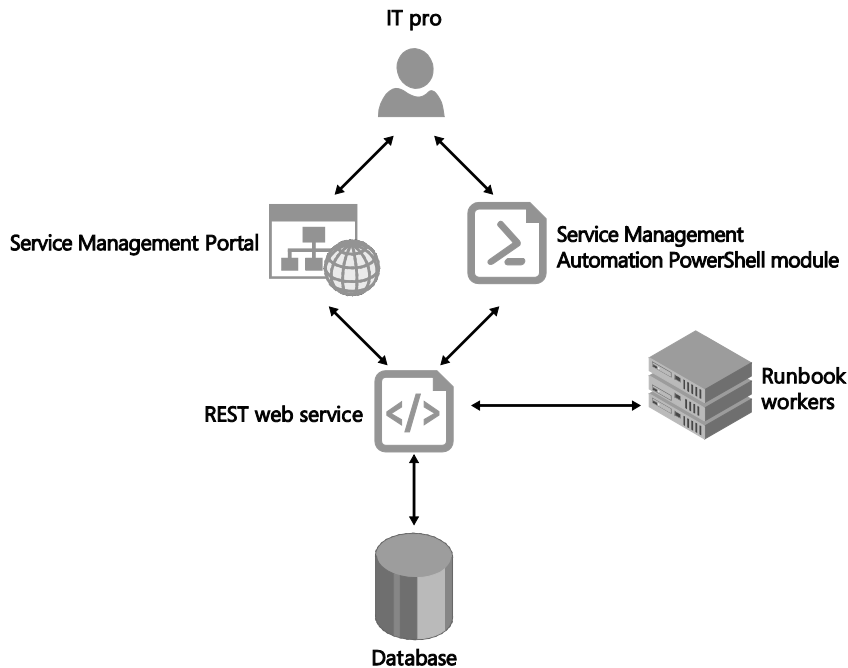 IT pro
Service Management Portal
Service Management
Automation PowerShell module
Runbook
workers
REST web service
</>
Database